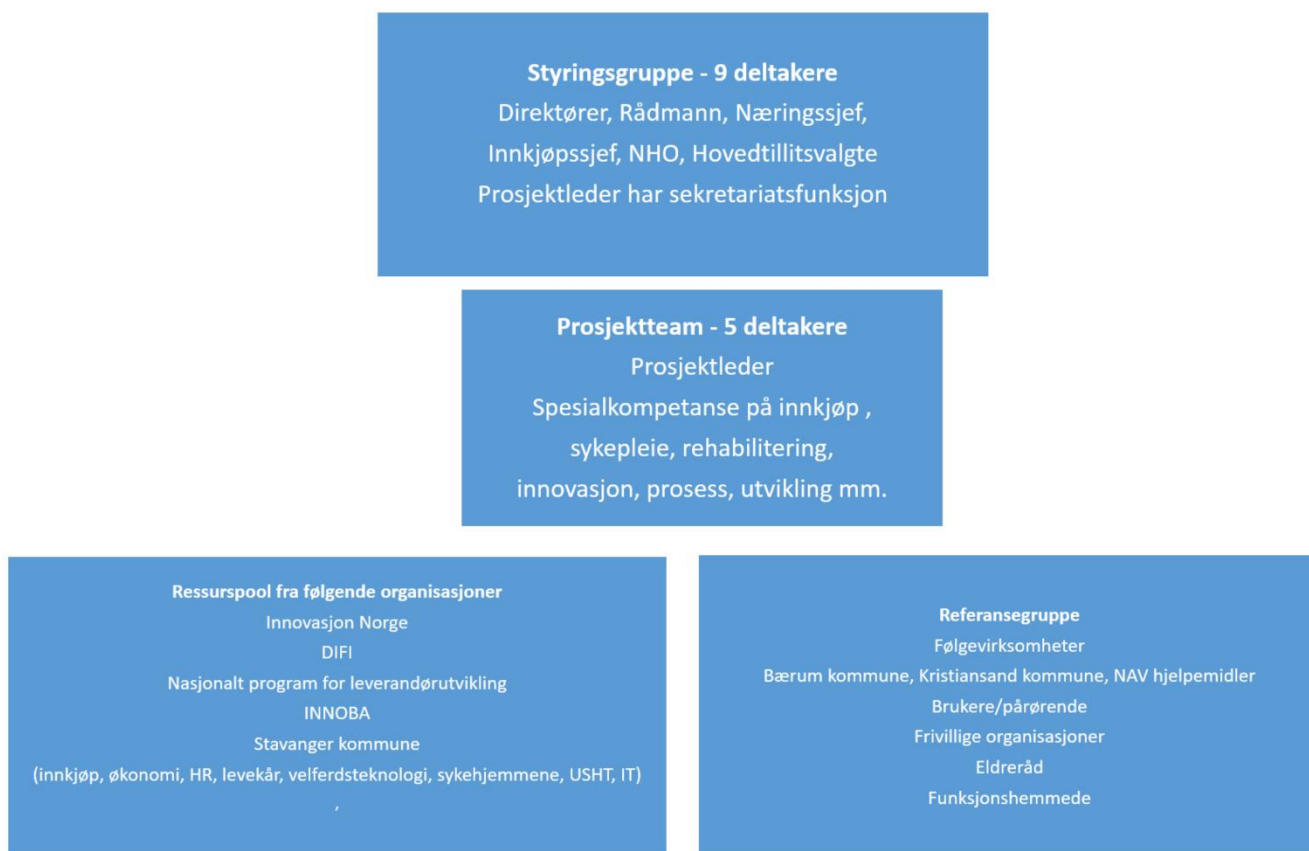 Styringsgruppe - 9 deltakere
Direktører, Rådmann, Næringssjef,
Innkjøpssjef, NHO, Hovedtillitsvalgte
Prosjektleder har sekretariatsfunksjon
Prosjektteam - 5 deltakere
Prosjektleder
Spesialkompetanse på innkjøp ,
sykepleie, rehabilitering,
innovasjon, prosess, utvikling mm.
Ressurspool fra følgende organisasjoner
Innovasjon Norge
DIFI
Nasjonalt program for leverandørutvikling
INNOBA
Stavanger kommune
(innkjøp, økonomi, HR, levekår, velferdsteknologi, sykehjemmene, USHT, IT)
,
Referansegruppe
Følgevirksomheter
Bærum kommune, Kristiansand kommune, NAV hjelpemidler
Brukere/pårørende
Frivillige organisasjoner
Eldreråd
Funksjonshemmede